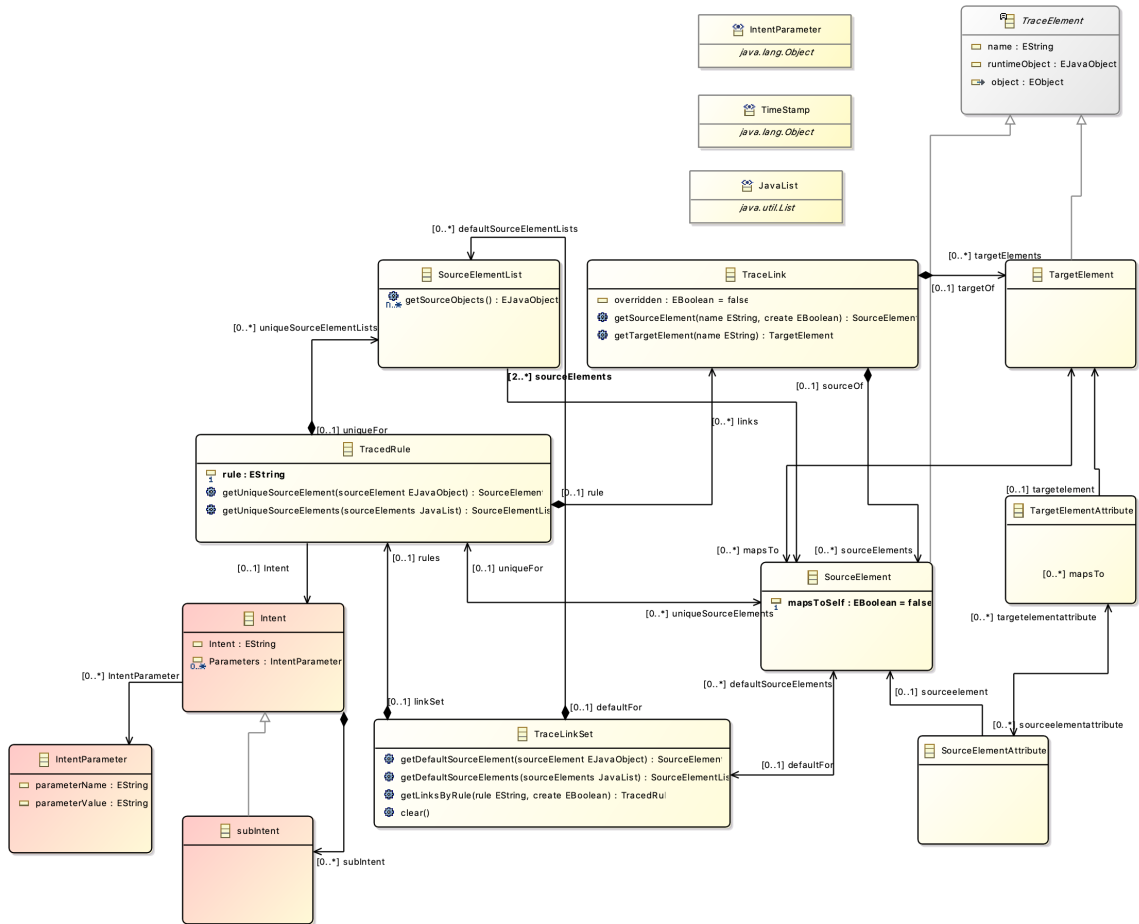 TraceElement
name : EString
runtimeObject : EJavaObject
object : EObject
IntentParameter
java.lang.Object
TimeStamp
java.lang.Object
JavaList
java.util.List
[0..*] defaultSourceElementLists
SourceElementList
getSourceObjects() : EJavaObject
TraceLink
overridden : EBoolean = false
getSourceElement(name EString, create EBoolean) : SourceElemen
getTargetElement(name EString) : TargetElement
[0..*] targetElements
[0..1] targetOf
TargetElement
[0..*] uniqueSourceElementLists
[2..*] sourceElements
[0..1] sourceOf
[0..*] links
[0..1] uniqueFor
TracedRule
rule : EString
getUniqueSourceElement(sourceElement EJavaObject) : SourceElemen
getUniqueSourceElements(sourceElements JavaList) : SourceElementLis
[0..1] rule
[0..1] targetelement
TargetElementAttribute
[0..*] mapsTo
[0..1] Intent
[0..1] rules
[0..1] uniqueFor
[0..*] mapsTo
[0..*] sourceElements
SourceElement
mapsToSelf : EBoolean = false
[0..*] uniqueSourceElements
[0..*] targetelementattribute
Intent
Intent : EString
0..*
Parameters : IntentParameter
[0..*] IntentParameter
[0..*] defaultSourceElements
[0..1] sourceelement
[0..1] linkSet
[0..1] defaultFor
[0..*] sourceelementattribute
TraceLinkSet
getDefaultSourceElement(sourceElement EJavaObject) : SourceElemen
getDefaultSourceElements(sourceElements JavaList) : SourceElementLis
getLinksByRule(rule EString, create EBoolean) : TracedRul
clear()
[0..1] defaultFor
SourceElementAttribute
IntentParameter
parameterName : EString
parameterValue : EString
subIntent
[0..*] subIntent